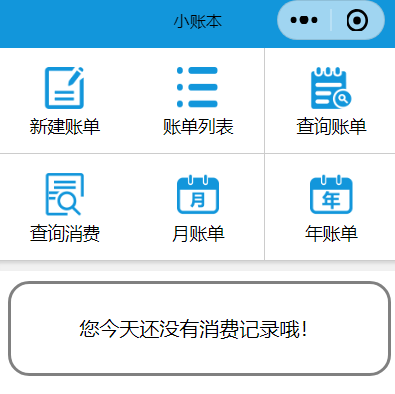 小账本
新建账单 账单列表 查询账单
月 年
查询消费 月账单 年账单
您今天还没有消费记录哦！